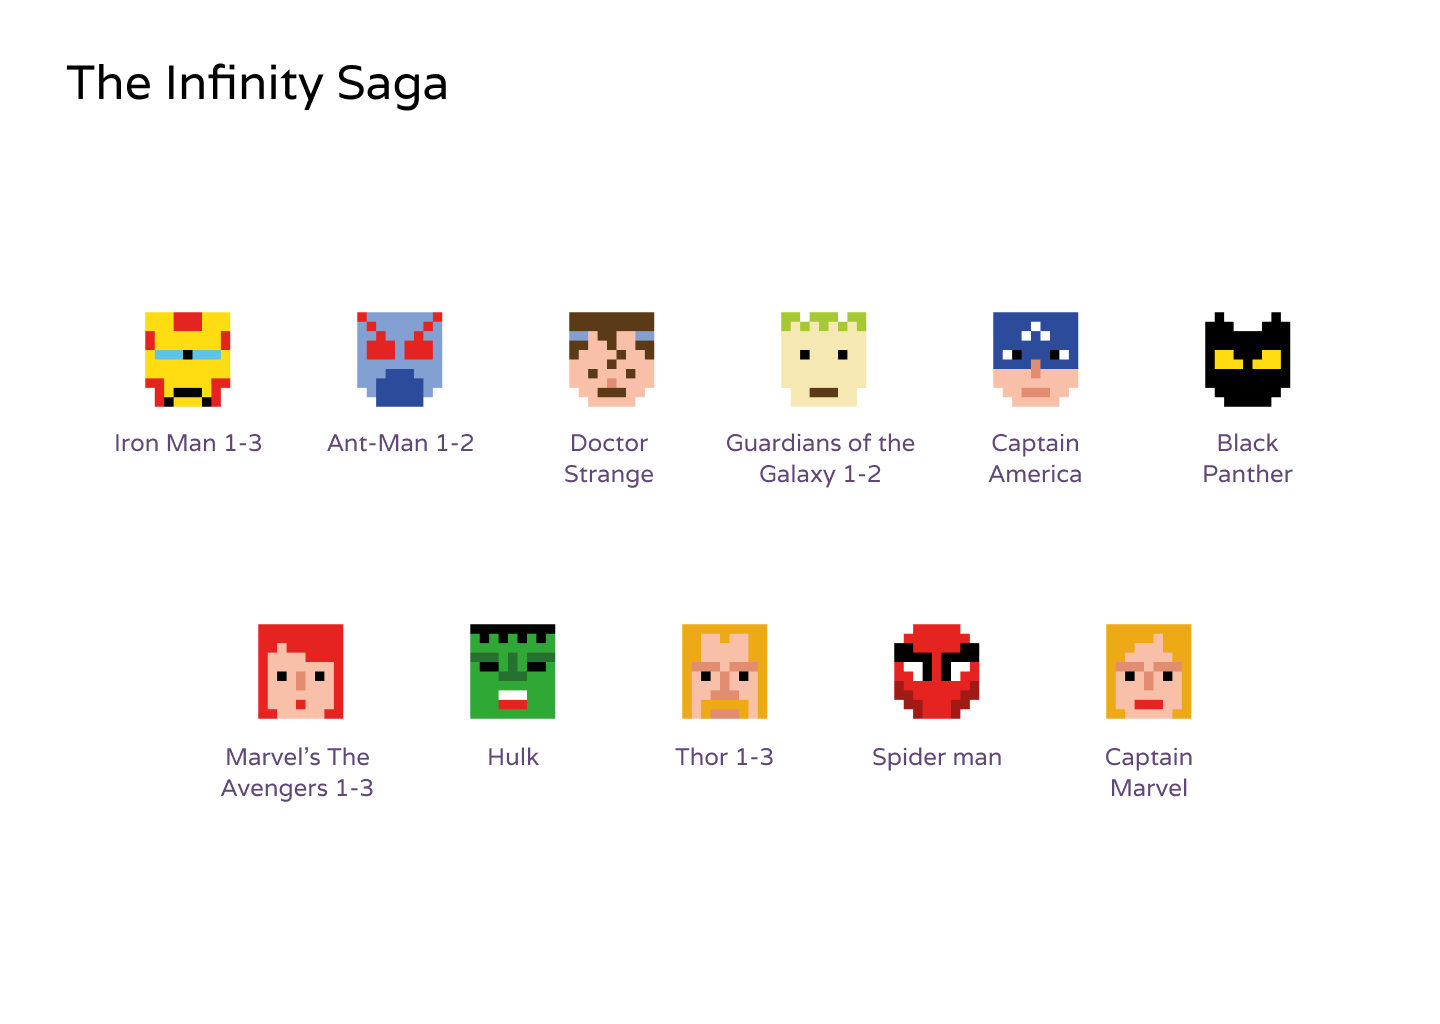 The Infinity Saga
Iron Man 1-3
Ant-Man 1-2
Doctor
Strange
Guardians of the
Galaxy 1-2
Captain
America
Black
Panther
Marvel’s The
Avengers 1-3
Hulk
Thor 1-3
Spider man
Captain
Marvel